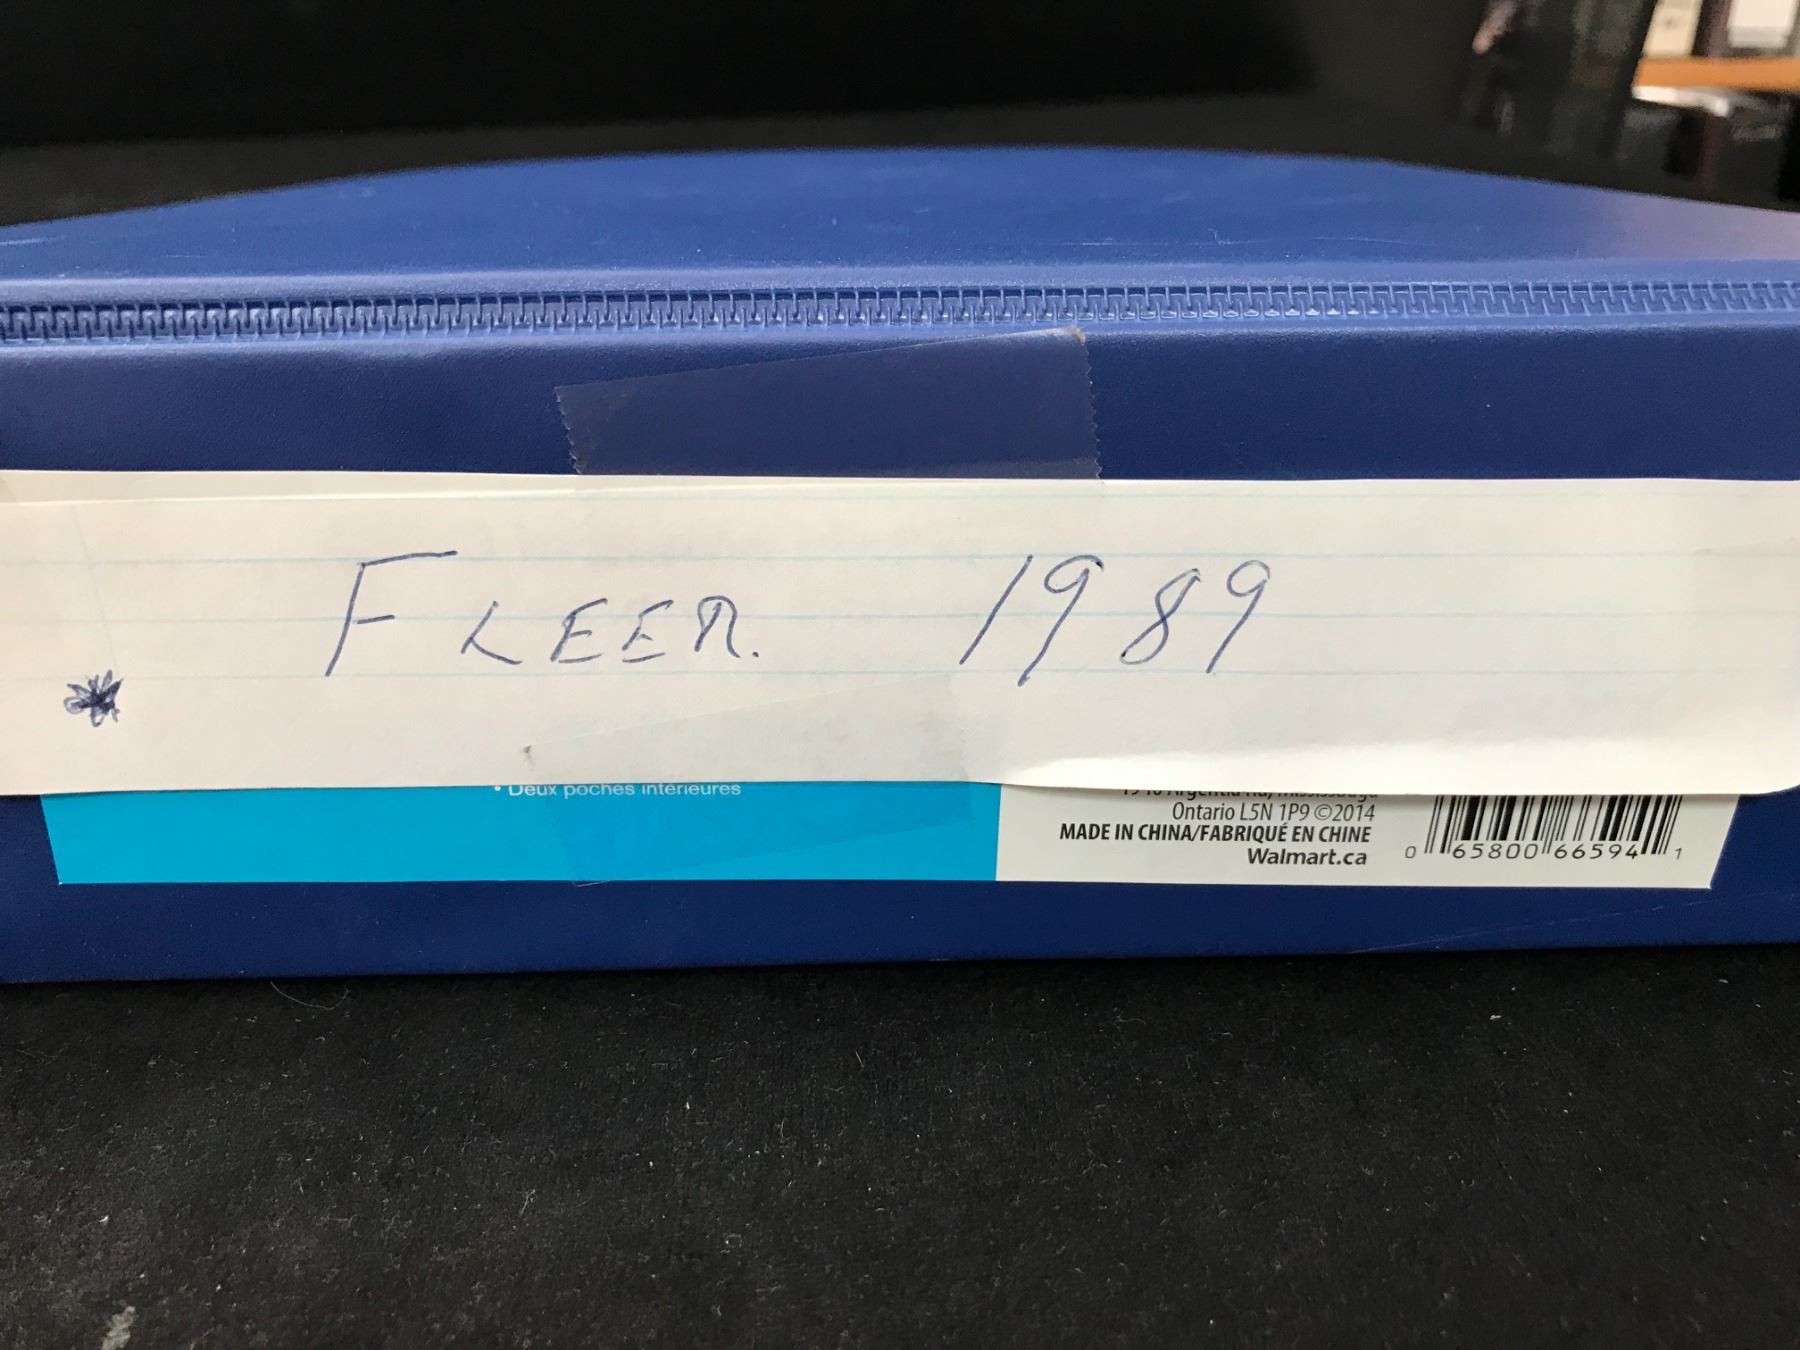 FLEER. 1989
• Deux poches intérieures
Ontario L5N 1P9 ©2014
MADE IN CHINA/FABRIQUÉ EN CHINE
Walmart.ca
0 65800 66594 1